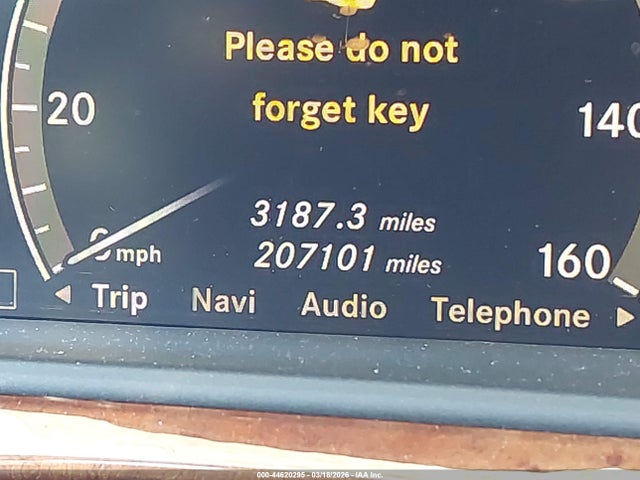 Please do not
forget key
20
140
3187.3 miles
0 mph
207101 miles
160
Trip Navi Audio Telephone
000-44620295 - 03/18/2026 - IAA Inc.